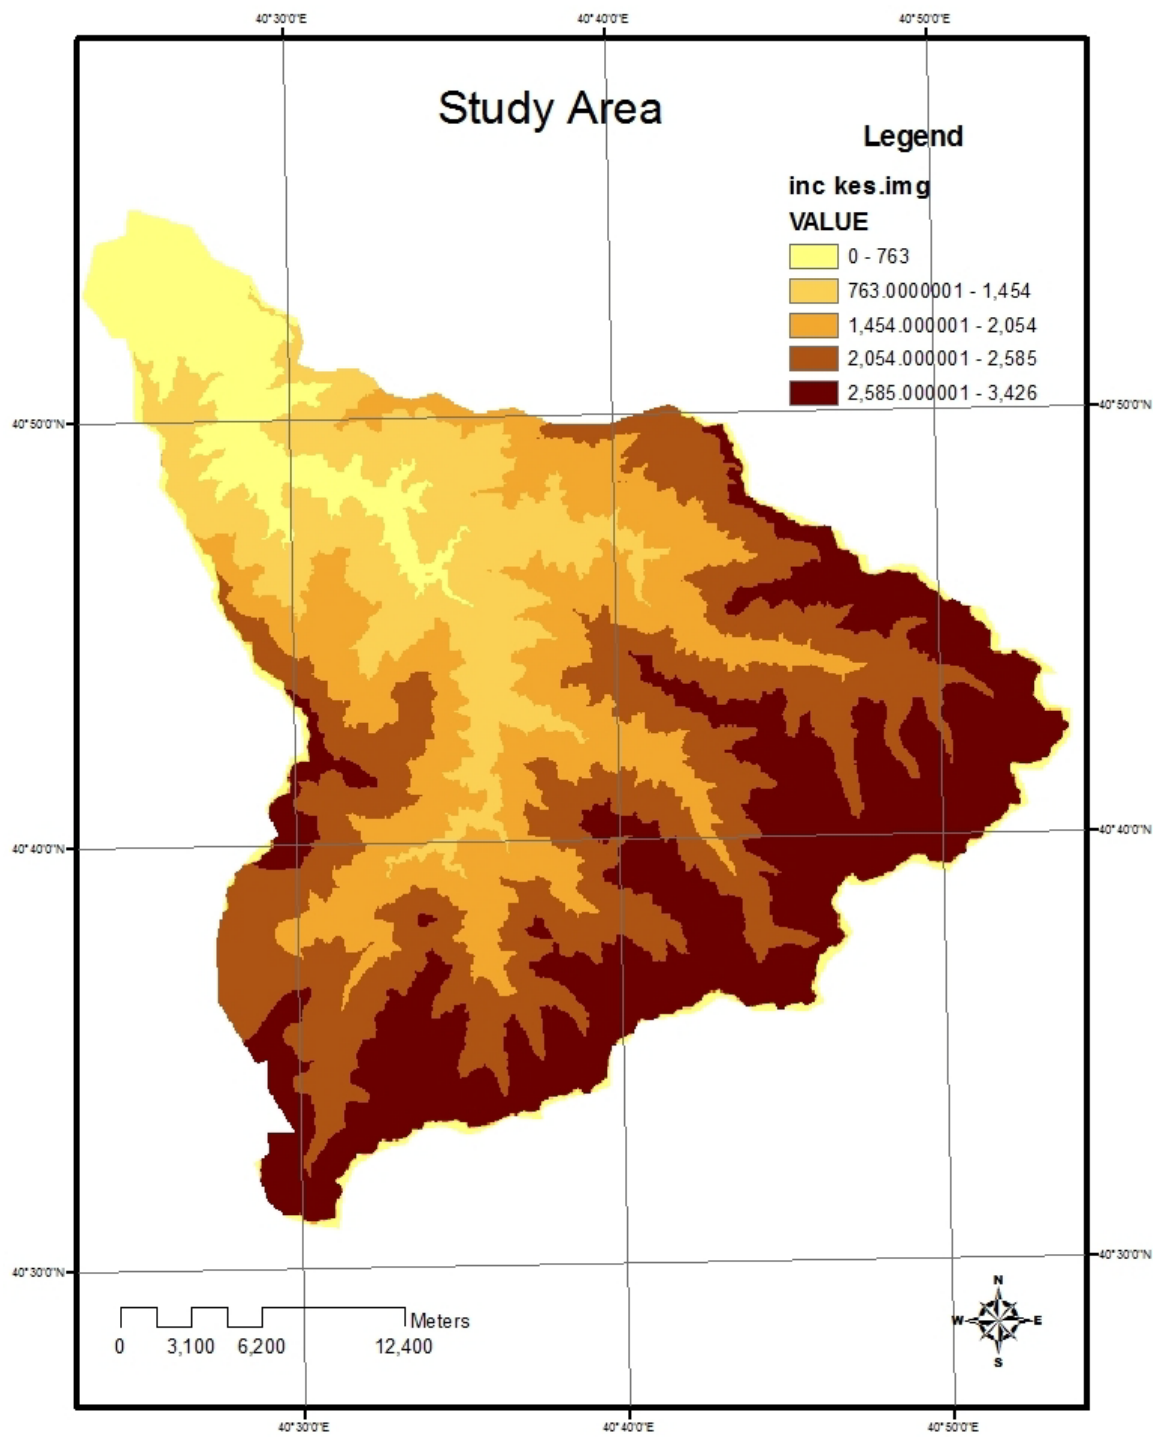 40°30'0"E 40°40'0"E 40°50'0"E
Study Area
Legend
inc kes.img
VALUE
0 - 763
763.0000001 - 1,454
1,454.000001 - 2,054
2,054.000001 - 2,585
2,585.000001 - 3,426
40°50'0"N 40°50'0"N
40°40'0"N 40°40'0"N
40°30'0"N 40°30'0"N
N
W E
S
Meters
0 3,100 6,200 12,400
40°30'0"E 40°40'0"E 40°50'0"E